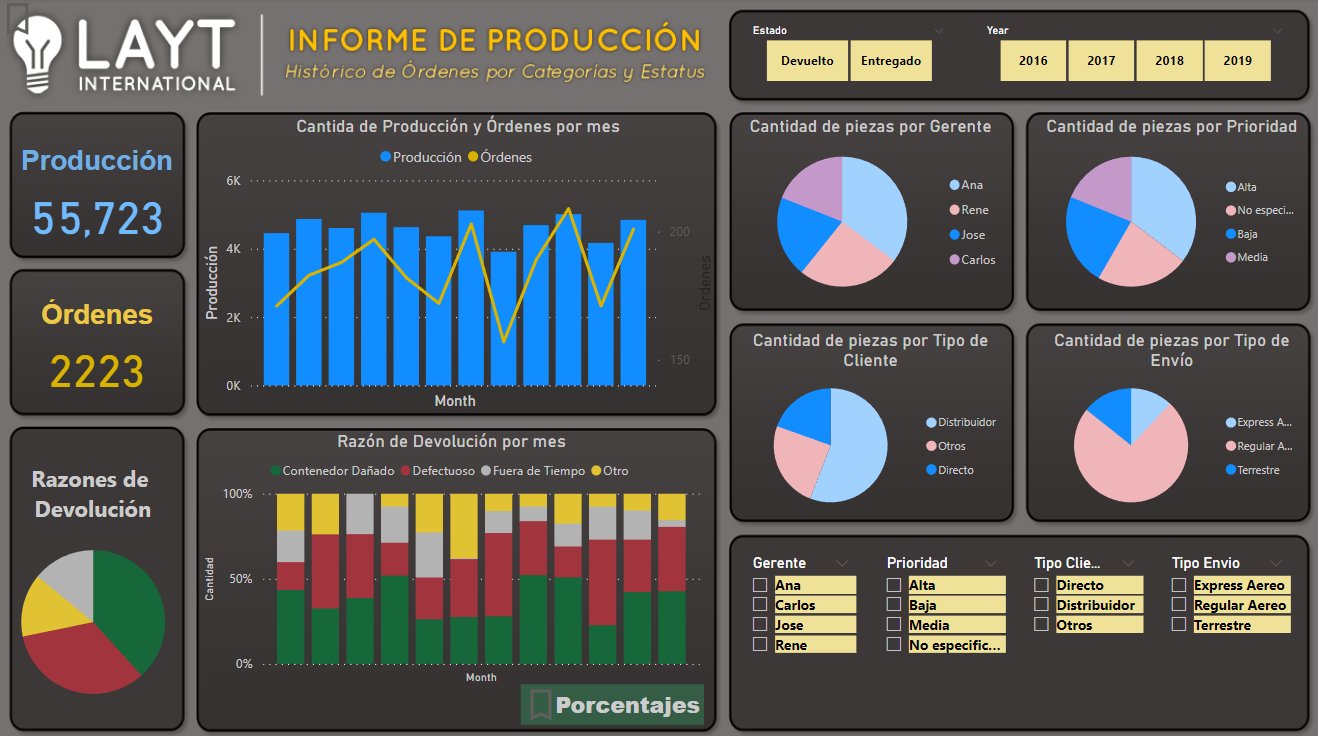 LAYT
INTERNATIONAL
INFORME DE PRODUCCIÓN
Histórico de Órdenes por Categorías y Estatus
Estado
Devuelto
Entregado
Year
2016
2017
2018
2019
Producción
55,723
Órdenes
2223
Cantida de Producción y Órdenes por mes
Producción
Órdenes
6K
4K
2K
0K
200
150
Producción
Órdenes
Month
Cantidad de piezas por Gerente
Ana
Rene
Jose
Carlos
Cantidad de piezas por Prioridad
Alta
No especi...
Baja
Media
Cantidad de piezas por Tipo de
Cliente
Distribuidor
Otros
Directo
Cantidad de piezas por Tipo de
Envío
Express A...
Regular A...
Terrestre
Razones de
Devolución
Razón de Devolución por mes
Contenedor Dañado
Defectuoso
Fuera de Tiempo
Otro
100%
50%
0%
Cantidad
Month
Porcentajes
Gerente
Ana
Carlos
Jose
Rene
Prioridad
Alta
Baja
Media
No especific...
Tipo Clie...
Directo
Distribuidor
Otros
Tipo Envio
Express Aereo
Regular Aereo
Terrestre